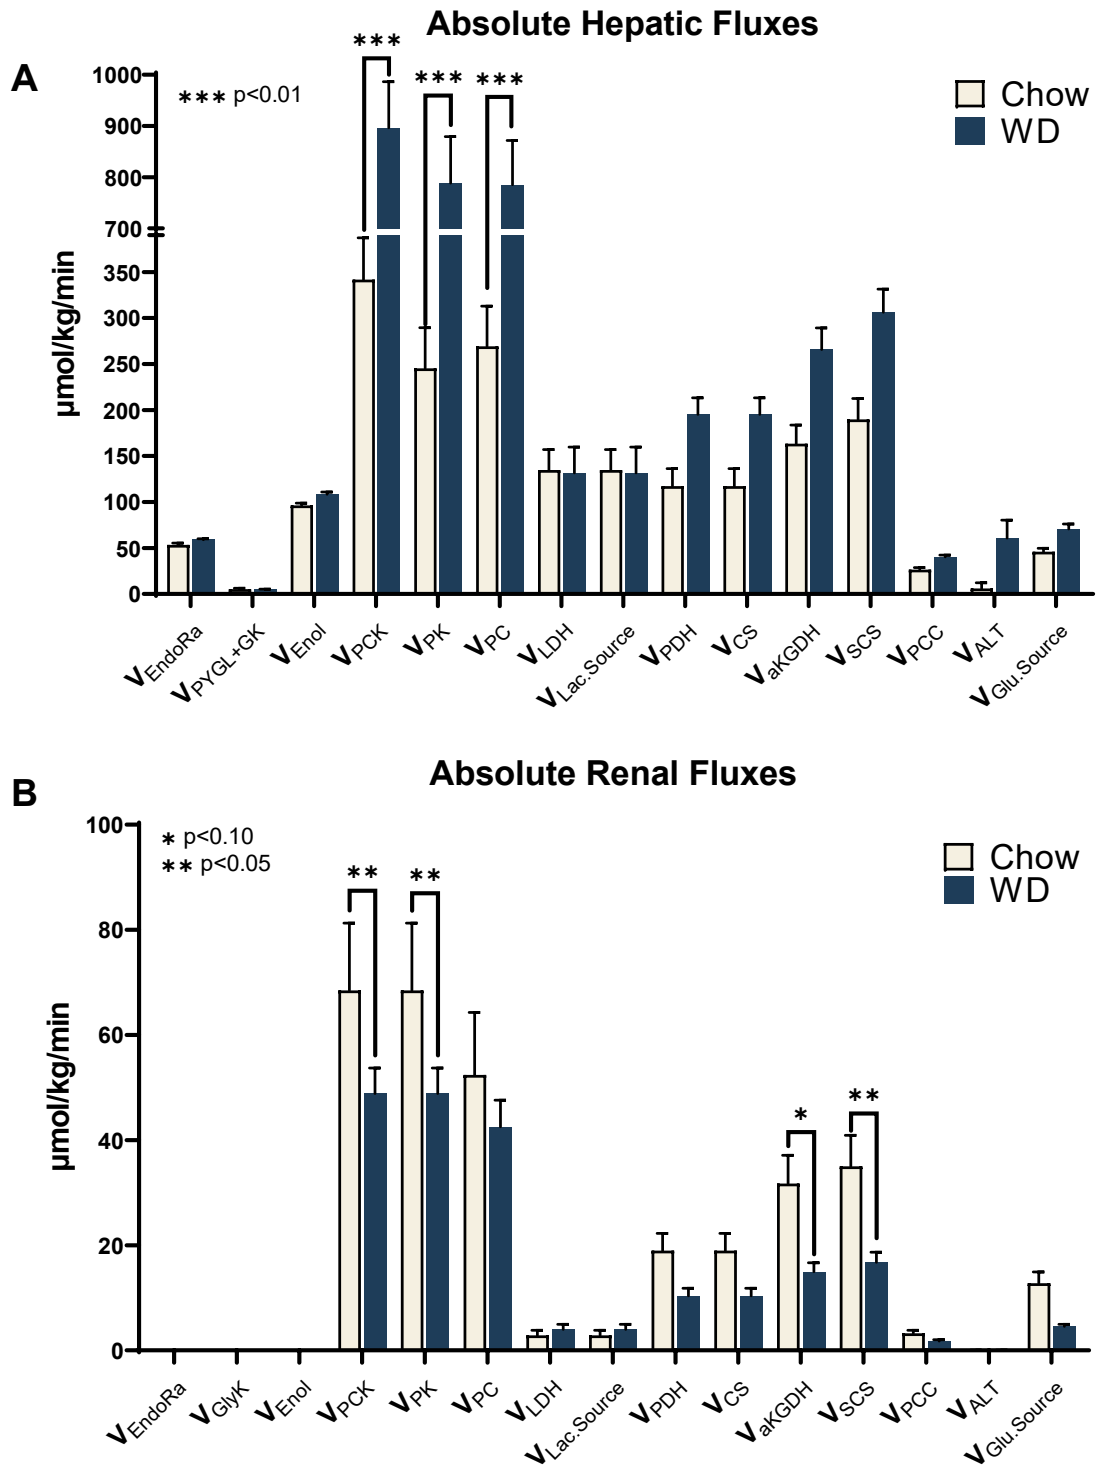 Absolute Hepatic Fluxes
A
*** *** ***
*** p<0.01
Chow
WD
1000
900
800
700
350
300
250
200
150
100
50
0
µmol/kg/min
VEndoRa
VPYGL+GK
VEnol
VPCK
VPK
VPC
VLDH
VLac.Source
VPDH
VCS
VaKGDH
VSCS
VPCC
VALT
VGlu.Source
Absolute Renal Fluxes
B
* p<0.10
** p<0.05
Chow
WD
** ** * **
100
80
60
40
20
0
µmol/kg/min
VEndoRa
VGlyK
VEnol
VPCK
VPK
VPC
VLDH
VLac.Source
VPDH
VCS
VaKGDH
VSCS
VPCC
VALT
VGlu.Source